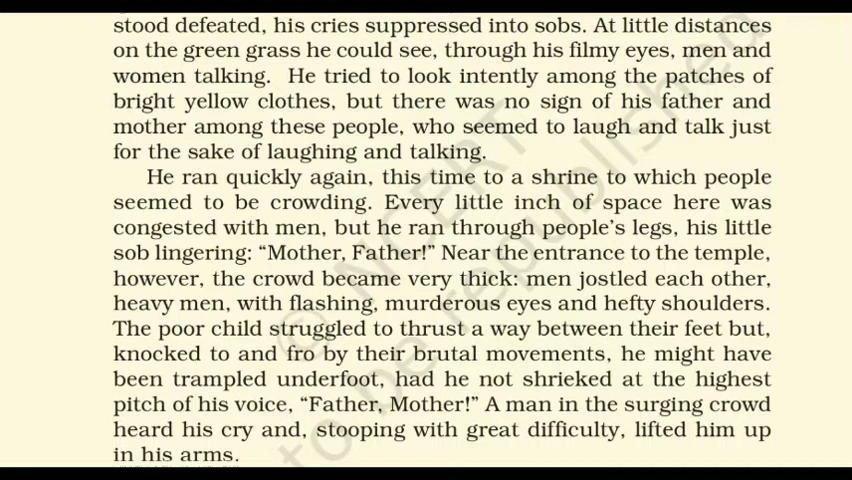 stood defeated, his cries suppressed into sobs. At little distances
on the green grass he could see, through his filmy eyes, men and
women talking.  He tried to look intently among the patches of
bright yellow clothes, but there was no sign of his father and
mother among these people, who seemed to laugh and talk just
for the sake of laughing and talking.
He ran quickly again, this time to a shrine to which people
seemed to be crowding. Every little inch of space here was
congested with men, but he ran through people’s legs, his little
sob lingering: “Mother, Father!” Near the entrance to the temple,
however, the crowd became very thick: men jostled each other,
heavy men, with flashing, murderous eyes and hefty shoulders.
The poor child struggled to thrust a way between their feet but,
knocked to and fro by their brutal movements, he might have
been trampled underfoot, had he not shrieked at the highest
pitch of his voice, “Father, Mother!” A man in the surging crowd
heard his cry and, stooping with great difficulty, lifted him up
in his arms.
© NCERT
to be republished